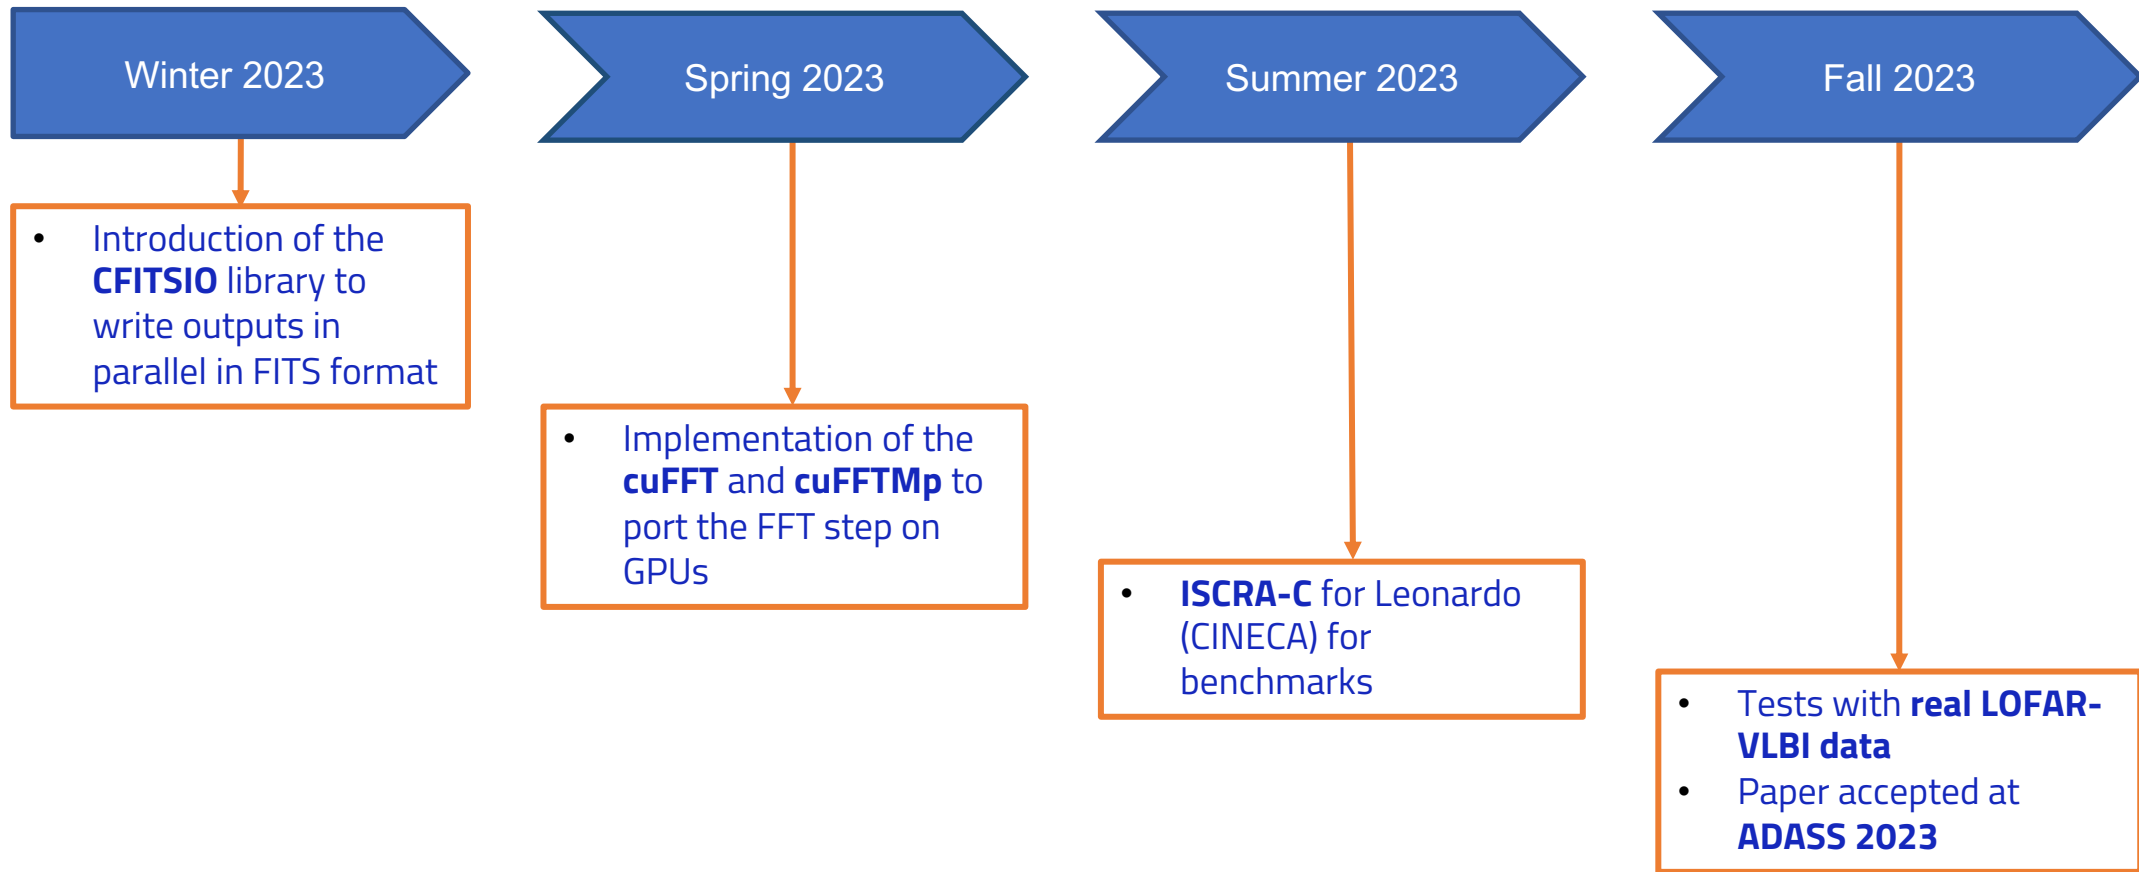 Winter 2023
Spring 2023
Summer 2023
Fall 2023
• Introduction of the
CFITSIO library to
write outputs in
parallel in FITS format
• Implementation of the
cuFFT and cuFFTMp to
port the FFT step on
GPUs
• ISCRA-C for Leonardo
(CINECA) for
benchmarks
• Tests with real LOFAR-
VLBI data
• Paper accepted at
ADASS 2023